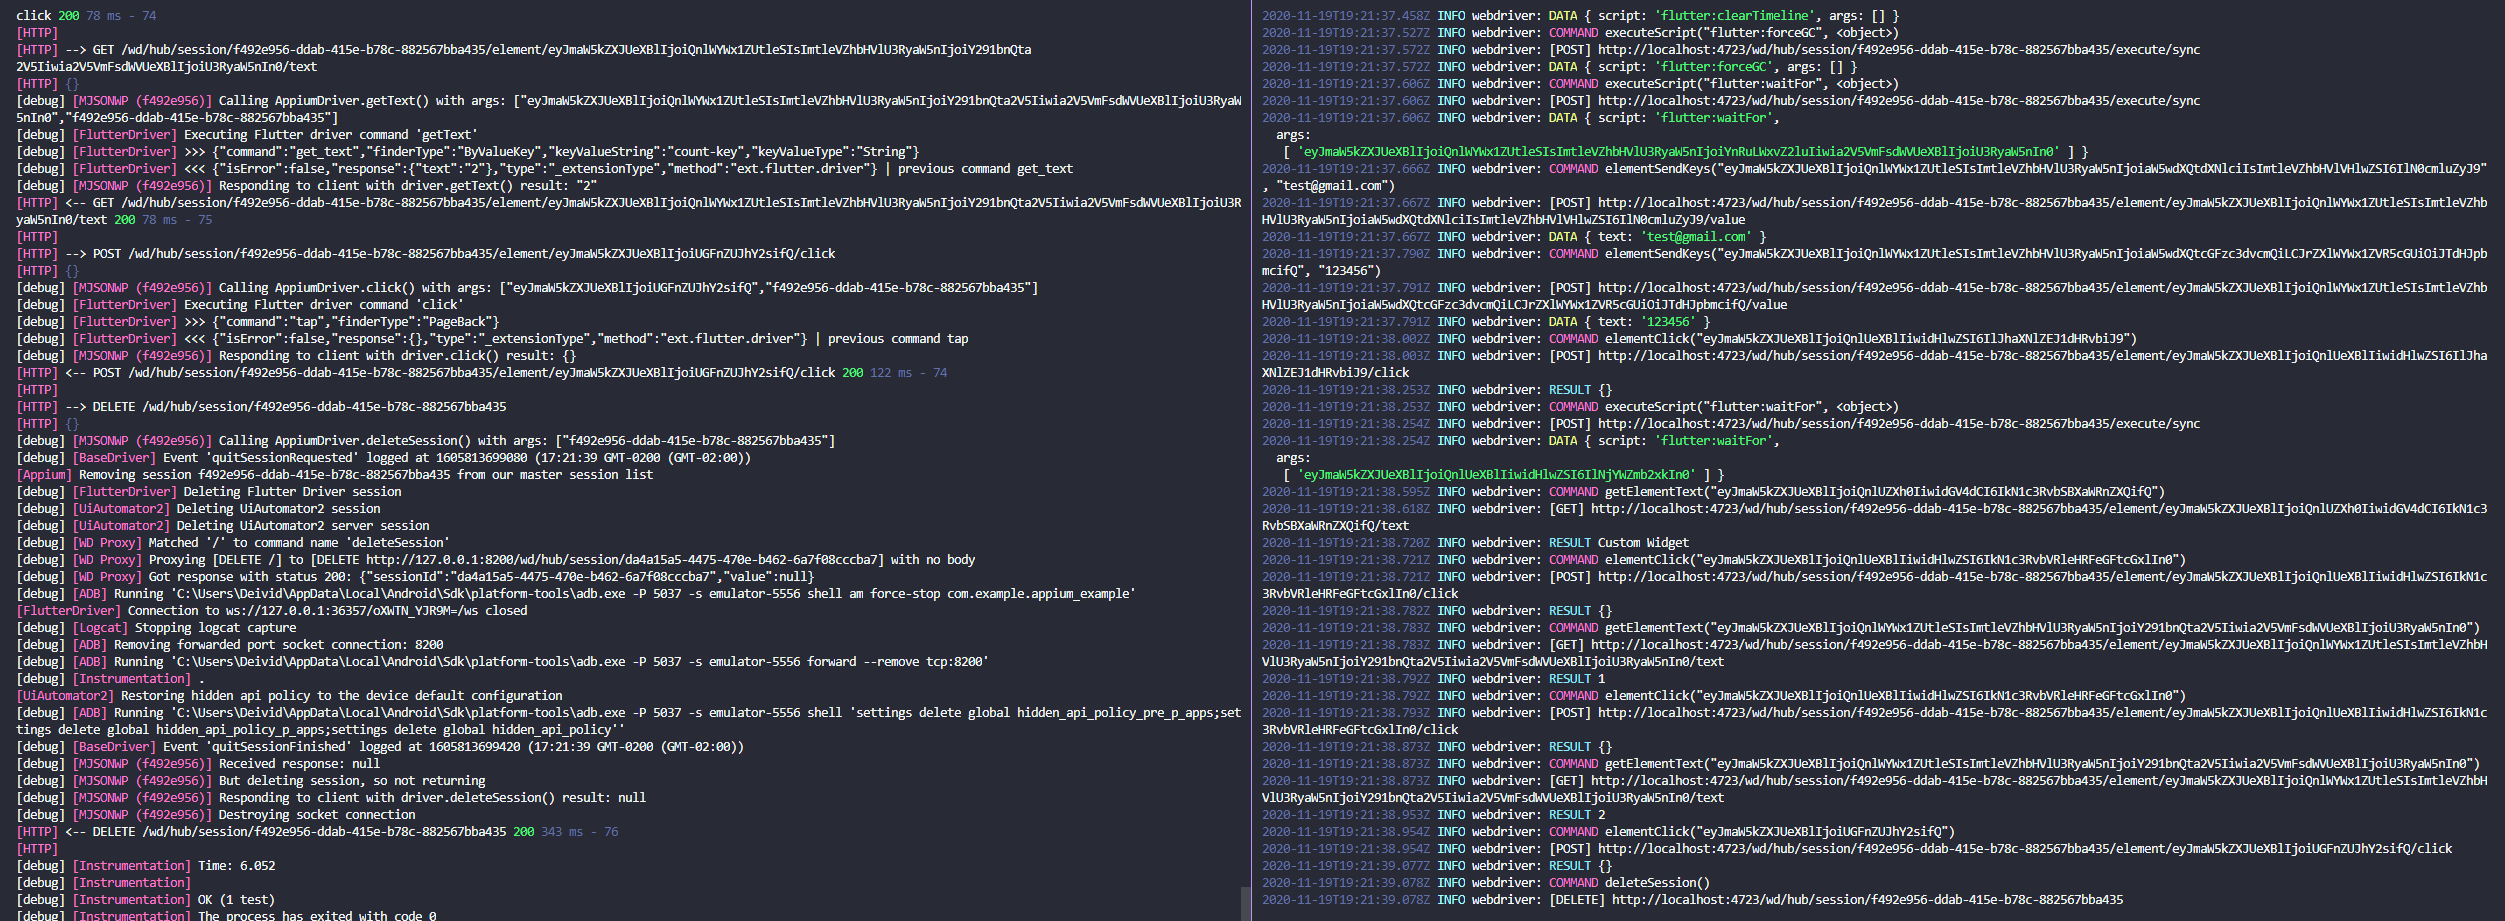 click 200 78 ms - 74
[HTTP]
[HTTP] --> GET /wd/hub/session/f492e956-ddab-415e-b78c-882567bba435/element/eyJmaW5kZXJUeXBlIjoiQnlWYWx1ZUtleSIsImtleVZhbHVlU3RyaW5nIjoiY291bnQta
2V5Iiwia2V5VmFsdWVUeXBlIjoiU3RyaW5nIn0/text
[HTTP] {}
[debug] [MJSONWP (f492e956)] Calling AppiumDriver.getText() with args: ["eyJmaW5kZXJUeXBlIjoiQnlWYWx1ZUtleSIsImtleVZhbHVlU3RyaW5nIjoiY291bnQta2V5Iiwia2V5VmFsdWVUeXBlIjoiU3RyaW
5nIn0","f492e956-ddab-415e-b78c-882567bba435"]
[debug] [FlutterDriver] Executing Flutter driver command 'getText'
[debug] [FlutterDriver] >>> {"command":"get_text","finderType":"ByValueKey","keyValueString":"count-key","keyValueType":"String"}
[debug] [FlutterDriver] <<< {"isError":false,"response":{"text":"2"},"type":"_extensionType","method":"ext.flutter.driver"} | previous command get_text
[debug] [MJSONWP (f492e956)] Responding to client with driver.getText() result: "2"
[HTTP] <-- GET /wd/hub/session/f492e956-ddab-415e-b78c-882567bba435/element/eyJmaW5kZXJUeXBlIjoiQnlWYWx1ZUtleSIsImtleVZhbHVlU3RyaW5nIjoiY291bnQta2V5Iiwia2V5VmFsdWVUeXBlIjoiU3R
yaW5nIn0/text 200 78 ms - 75
[HTTP]
[HTTP] --> POST /wd/hub/session/f492e956-ddab-415e-b78c-882567bba435/element/eyJmaW5kZXJUeXBlIjoiUGFnZUJhY2sifQ/click
[HTTP] {}
[debug] [MJSONWP (f492e956)] Calling AppiumDriver.click() with args: ["eyJmaW5kZXJUeXBlIjoiUGFnZUJhY2sifQ","f492e956-ddab-415e-b78c-882567bba435"]
[debug] [FlutterDriver] Executing Flutter driver command 'click'
[debug] [FlutterDriver] >>> {"command":"tap","finderType":"PageBack"}
[debug] [FlutterDriver] <<< {"isError":false,"response":{},"type":"_extensionType","method":"ext.flutter.driver"} | previous command tap
[debug] [MJSONWP (f492e956)] Responding to client with driver.click() result: {}
[HTTP] <-- POST /wd/hub/session/f492e956-ddab-415e-b78c-882567bba435/element/eyJmaW5kZXJUeXBlIjoiUGFnZUJhY2sifQ/click 200 122 ms - 74
[HTTP]
[HTTP] --> DELETE /wd/hub/session/f492e956-ddab-415e-b78c-882567bba435
[HTTP] {}
[debug] [MJSONWP (f492e956)] Calling AppiumDriver.deleteSession() with args: ["f492e956-ddab-415e-b78c-882567bba435"]
[debug] [BaseDriver] Event 'quitSessionRequested' logged at 1605813699080 (17:21:39 GMT-0200 (GMT-02:00))
[Appium] Removing session f492e956-ddab-415e-b78c-882567bba435 from our master session list
[debug] [FlutterDriver] Deleting Flutter Driver session
[debug] [UiAutomator2] Deleting UiAutomator2 session
[debug] [UiAutomator2] Deleting UiAutomator2 server session
[debug] [WD Proxy] Matched '/' to command name 'deleteSession'
[debug] [WD Proxy] Proxying [DELETE /] to [DELETE http://127.0.0.1:8200/wd/hub/session/da4a15a5-4475-470e-b462-6a7f08cccba7] with no body
[debug] [WD Proxy] Got response with status 200: {"sessionId":"da4a15a5-4475-470e-b462-6a7f08cccba7","value":null}
[debug] [ADB] Running 'C:\Users\Deivid\AppData\Local\Android\Sdk\platform-tools\adb.exe -P 5037 -s emulator-5556 shell am force-stop com.example.appium_example'
[FlutterDriver] Connection to ws://127.0.0.1:36357/oXWTN_YJR9M=/ws closed
[debug] [Logcat] Stopping logcat capture
[debug] [ADB] Removing forwarded port socket connection: 8200
[debug] [ADB] Running 'C:\Users\Deivid\AppData\Local\Android\Sdk\platform-tools\adb.exe -P 5037 -s emulator-5556 forward --remove tcp:8200'
[debug] [Instrumentation] .
[UiAutomator2] Restoring hidden api policy to the device default configuration
[debug] [ADB] Running 'C:\Users\Deivid\AppData\Local\Android\Sdk\platform-tools\adb.exe -P 5037 -s emulator-5556 shell 'settings delete global hidden_api_policy_pre_p_apps;set
tings delete global hidden_api_policy_p_apps;settings delete global hidden_api_policy''
[debug] [BaseDriver] Event 'quitSessionFinished' logged at 1605813699420 (17:21:39 GMT-0200 (GMT-02:00))
[debug] [MJSONWP (f492e956)] Received response: null
[debug] [MJSONWP (f492e956)] But deleting session, so not returning
[debug] [MJSONWP (f492e956)] Responding to client with driver.deleteSession() result: null
[debug] [MJSONWP (f492e956)] Destroying socket connection
[HTTP] <-- DELETE /wd/hub/session/f492e956-ddab-415e-b78c-882567bba435 200 343 ms - 76
[HTTP]
[debug] [Instrumentation] Time: 6.052
[debug] [Instrumentation]
[debug] [Instrumentation] OK (1 test)
[debug] [Instrumentation] The process has exited with code 0
2020-11-19T19:21:37.458Z INFO webdriver: DATA { script: 'flutter:clearTimeline', args: [] }
2020-11-19T19:21:37.527Z INFO webdriver: COMMAND executeScript("flutter:forceGC", <object>)
2020-11-19T19:21:37.572Z INFO webdriver: [POST] http://localhost:4723/wd/hub/session/f492e956-ddab-415e-b78c-882567bba435/execute/sync
2020-11-19T19:21:37.572Z INFO webdriver: DATA { script: 'flutter:forceGC', args: [] }
2020-11-19T19:21:37.606Z INFO webdriver: COMMAND executeScript("flutter:waitFor", <object>)
2020-11-19T19:21:37.606Z INFO webdriver: [POST] http://localhost:4723/wd/hub/session/f492e956-ddab-415e-b78c-882567bba435/execute/sync
2020-11-19T19:21:37.606Z INFO webdriver: DATA { script: 'flutter:waitFor',
args:
[ 'eyJmaW5kZXJUeXBlIjoiQnlWYWx1ZUtleSIsImtleVZhbHVlU3RyaW5nIjoiYnRuLWxvZ2luIiwia2V5VmFsdWVUeXBlIjoiU3RyaW5nIn0' ] }
2020-11-19T19:21:37.666Z INFO webdriver: COMMAND elementSendKeys("eyJmaW5kZXJUeXBlIjoiQnlWYWx1ZUtleSIsImtleVZhbHVlU3RyaW5nIjoiaW5wdXQtdXNlciIsImtleVZhbHVlVHlwZSI6IlN0cmluZyJ9"
, "test@gmail.com")
2020-11-19T19:21:37.667Z INFO webdriver: [POST] http://localhost:4723/wd/hub/session/f492e956-ddab-415e-b78c-882567bba435/element/eyJmaW5kZXJUeXBlIjoiQnlWYWx1ZUtleSIsImtleVZhb
HVlU3RyaW5nIjoiaW5wdXQtdXNlciIsImtleVZhbHVlVHlwZSI6IlN0cmluZyJ9/value
2020-11-19T19:21:37.667Z INFO webdriver: DATA { text: 'test@gmail.com' }
2020-11-19T19:21:37.790Z INFO webdriver: COMMAND elementSendKeys("eyJmaW5kZXJUeXBlIjoiQnlWYWx1ZUtleSIsImtleVZhbHVlU3RyaW5nIjoiaW5wdXQtcGFzc3dvcmQiLCJrZXlWYWx1ZVR5cGUiOiJTdHJpb
mcifQ", "123456")
2020-11-19T19:21:37.791Z INFO webdriver: [POST] http://localhost:4723/wd/hub/session/f492e956-ddab-415e-b78c-882567bba435/element/eyJmaW5kZXJUeXBlIjoiQnlWYWx1ZUtleSIsImtleVZhb
HVlU3RyaW5nIjoiaW5wdXQtcGFzc3dvcmQiLCJrZXlWYWx1ZVR5cGUiOiJTdHJpbmcifQ/value
2020-11-19T19:21:37.791Z INFO webdriver: DATA { text: '123456' }
2020-11-19T19:21:38.002Z INFO webdriver: COMMAND elementClick("eyJmaW5kZXJUeXBlIjoiQnlUeXBlIiwidHlwZSI6IlJhaXNlZEJ1dHRvbiJ9")
2020-11-19T19:21:38.003Z INFO webdriver: [POST] http://localhost:4723/wd/hub/session/f492e956-ddab-415e-b78c-882567bba435/element/eyJmaW5kZXJUeXBlIjoiQnlUeXBlIiwidHlwZSI6IlJha
XNlZEJ1dHRvbiJ9/click
2020-11-19T19:21:38.253Z INFO webdriver: RESULT {}
2020-11-19T19:21:38.253Z INFO webdriver: COMMAND executeScript("flutter:waitFor", <object>)
2020-11-19T19:21:38.254Z INFO webdriver: [POST] http://localhost:4723/wd/hub/session/f492e956-ddab-415e-b78c-882567bba435/execute/sync
2020-11-19T19:21:38.254Z INFO webdriver: DATA { script: 'flutter:waitFor',
args:
[ 'eyJmaW5kZXJUeXBlIjoiQnlUeXBlIiwidHlwZSI6IlNjYWZmb2xkIn0' ] }
2020-11-19T19:21:38.595Z INFO webdriver: COMMAND getElementText("eyJmaW5kZXJUeXBlIjoiQnlUZXh0IiwidGV4dCI6IkN1c3RvbSBXaWRnZXQifQ")
2020-11-19T19:21:38.618Z INFO webdriver: [GET] http://localhost:4723/wd/hub/session/f492e956-ddab-415e-b78c-882567bba435/element/eyJmaW5kZXJUeXBlIjoiQnlUZXh0IiwidGV4dCI6IkN1c3
RvbSBXaWRnZXQifQ/text
2020-11-19T19:21:38.720Z INFO webdriver: RESULT Custom Widget
2020-11-19T19:21:38.721Z INFO webdriver: COMMAND elementClick("eyJmaW5kZXJUeXBlIjoiQnlUeXBlIiwidHlwZSI6IkN1c3RvbVRleHRFeGFtcGxlIn0")
2020-11-19T19:21:38.721Z INFO webdriver: [POST] http://localhost:4723/wd/hub/session/f492e956-ddab-415e-b78c-882567bba435/element/eyJmaW5kZXJUeXBlIjoiQnlUeXBlIiwidHlwZSI6IkN1c
3RvbVRleHRFeGFtcGxlIn0/click
2020-11-19T19:21:38.782Z INFO webdriver: RESULT {}
2020-11-19T19:21:38.783Z INFO webdriver: COMMAND getElementText("eyJmaW5kZXJUeXBlIjoiQnlWYWx1ZUtleSIsImtleVZhbHVlU3RyaW5nIjoiY291bnQta2V5Iiwia2V5VmFsdWVUeXBlIjoiU3RyaW5nIn0")
2020-11-19T19:21:38.783Z INFO webdriver: [GET] http://localhost:4723/wd/hub/session/f492e956-ddab-415e-b78c-882567bba435/element/eyJmaW5kZXJUeXBlIjoiQnlWYWx1ZUtleSIsImtleVZhbH
VlU3RyaW5nIjoiY291bnQta2V5Iiwia2V5VmFsdWVUeXBlIjoiU3RyaW5nIn0/text
2020-11-19T19:21:38.792Z INFO webdriver: RESULT 1
2020-11-19T19:21:38.792Z INFO webdriver: COMMAND elementClick("eyJmaW5kZXJUeXBlIjoiQnlUeXBlIiwidHlwZSI6IkN1c3RvbVRleHRFeGFtcGxlIn0")
2020-11-19T19:21:38.793Z INFO webdriver: [POST] http://localhost:4723/wd/hub/session/f492e956-ddab-415e-b78c-882567bba435/element/eyJmaW5kZXJUeXBlIjoiQnlUeXBlIiwidHlwZSI6IkN1c
3RvbVRleHRFeGFtcGxlIn0/click
2020-11-19T19:21:38.873Z INFO webdriver: RESULT {}
2020-11-19T19:21:38.873Z INFO webdriver: COMMAND getElementText("eyJmaW5kZXJUeXBlIjoiQnlWYWx1ZUtleSIsImtleVZhbHVlU3RyaW5nIjoiY291bnQta2V5Iiwia2V5VmFsdWVUeXBlIjoiU3RyaW5nIn0")
2020-11-19T19:21:38.873Z INFO webdriver: [GET] http://localhost:4723/wd/hub/session/f492e956-ddab-415e-b78c-882567bba435/element/eyJmaW5kZXJUeXBlIjoiQnlWYWx1ZUtleSIsImtleVZhbH
VlU3RyaW5nIjoiY291bnQta2V5Iiwia2V5VmFsdWVUeXBlIjoiU3RyaW5nIn0/text
2020-11-19T19:21:38.953Z INFO webdriver: RESULT 2
2020-11-19T19:21:38.954Z INFO webdriver: COMMAND elementClick("eyJmaW5kZXJUeXBlIjoiUGFnZUJhY2sifQ")
2020-11-19T19:21:38.954Z INFO webdriver: [POST] http://localhost:4723/wd/hub/session/f492e956-ddab-415e-b78c-882567bba435/element/eyJmaW5kZXJUeXBlIjoiUGFnZUJhY2sifQ/click
2020-11-19T19:21:39.077Z INFO webdriver: RESULT {}
2020-11-19T19:21:39.078Z INFO webdriver: COMMAND deleteSession()
2020-11-19T19:21:39.078Z INFO webdriver: [DELETE] http://localhost:4723/wd/hub/session/f492e956-ddab-415e-b78c-882567bba435